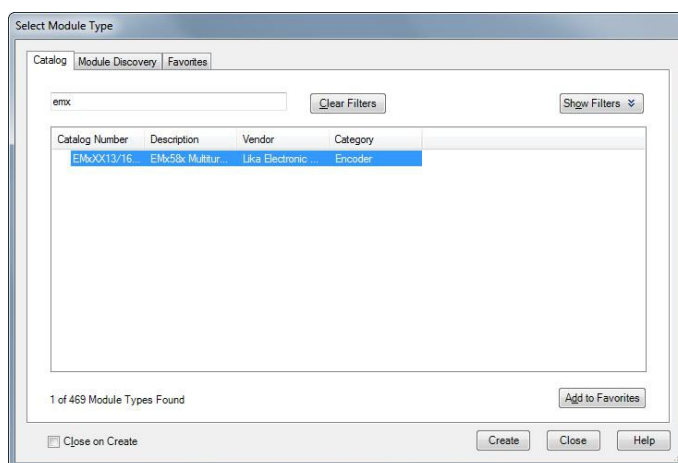 Select Module Type
Catalog Module Discovery Favorites
emx Clear Filters Show Filters
Catalog Number Description Vendor Category
EMxXX13/16... EMx58x Multitur... Lika Electronic ... Encoder
1 of 469 Module Types Found Add to Favorites
Close on Create Create Close Help